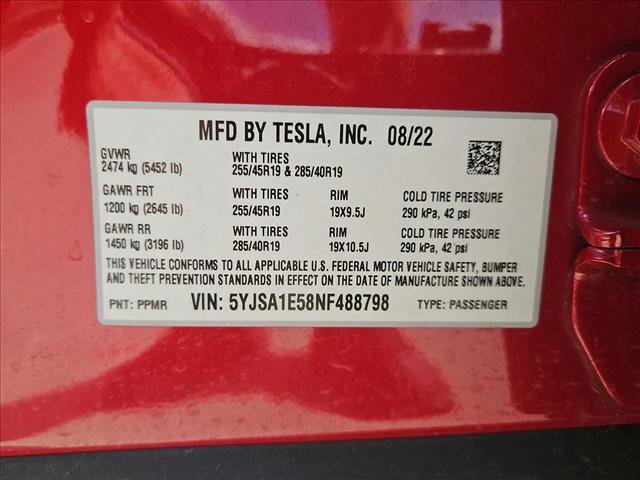 MFD BY TESLA, INC. 08/22
GVWR
2474 kg (5452 lb)
WITH TIRES
255/45R19 & 285/40R19
GAWR FRT
1200 kg (2645 lb)
WITH TIRES
255/45R19
RIM
19X9.5J
COLD TIRE PRESSURE
290 kPa, 42 psi
GAWR RR
1450 kg (3196 lb)
WITH TIRES
285/40R19
RIM
19X10.5J
COLD TIRE PRESSURE
290 kPa, 42 psi
THIS VEHICLE CONFORMS TO ALL APPLICABLE U.S. FEDERAL MOTOR VEHICLE SAFETY, BUMPER
AND THEFT PREVENTION STANDARDS IN EFFECT ON THE DATE OF MANUFACTURE SHOWN ABOVE.
PNT: PPMR VIN: 5YJSA1E58NF488798 TYPE: PASSENGER